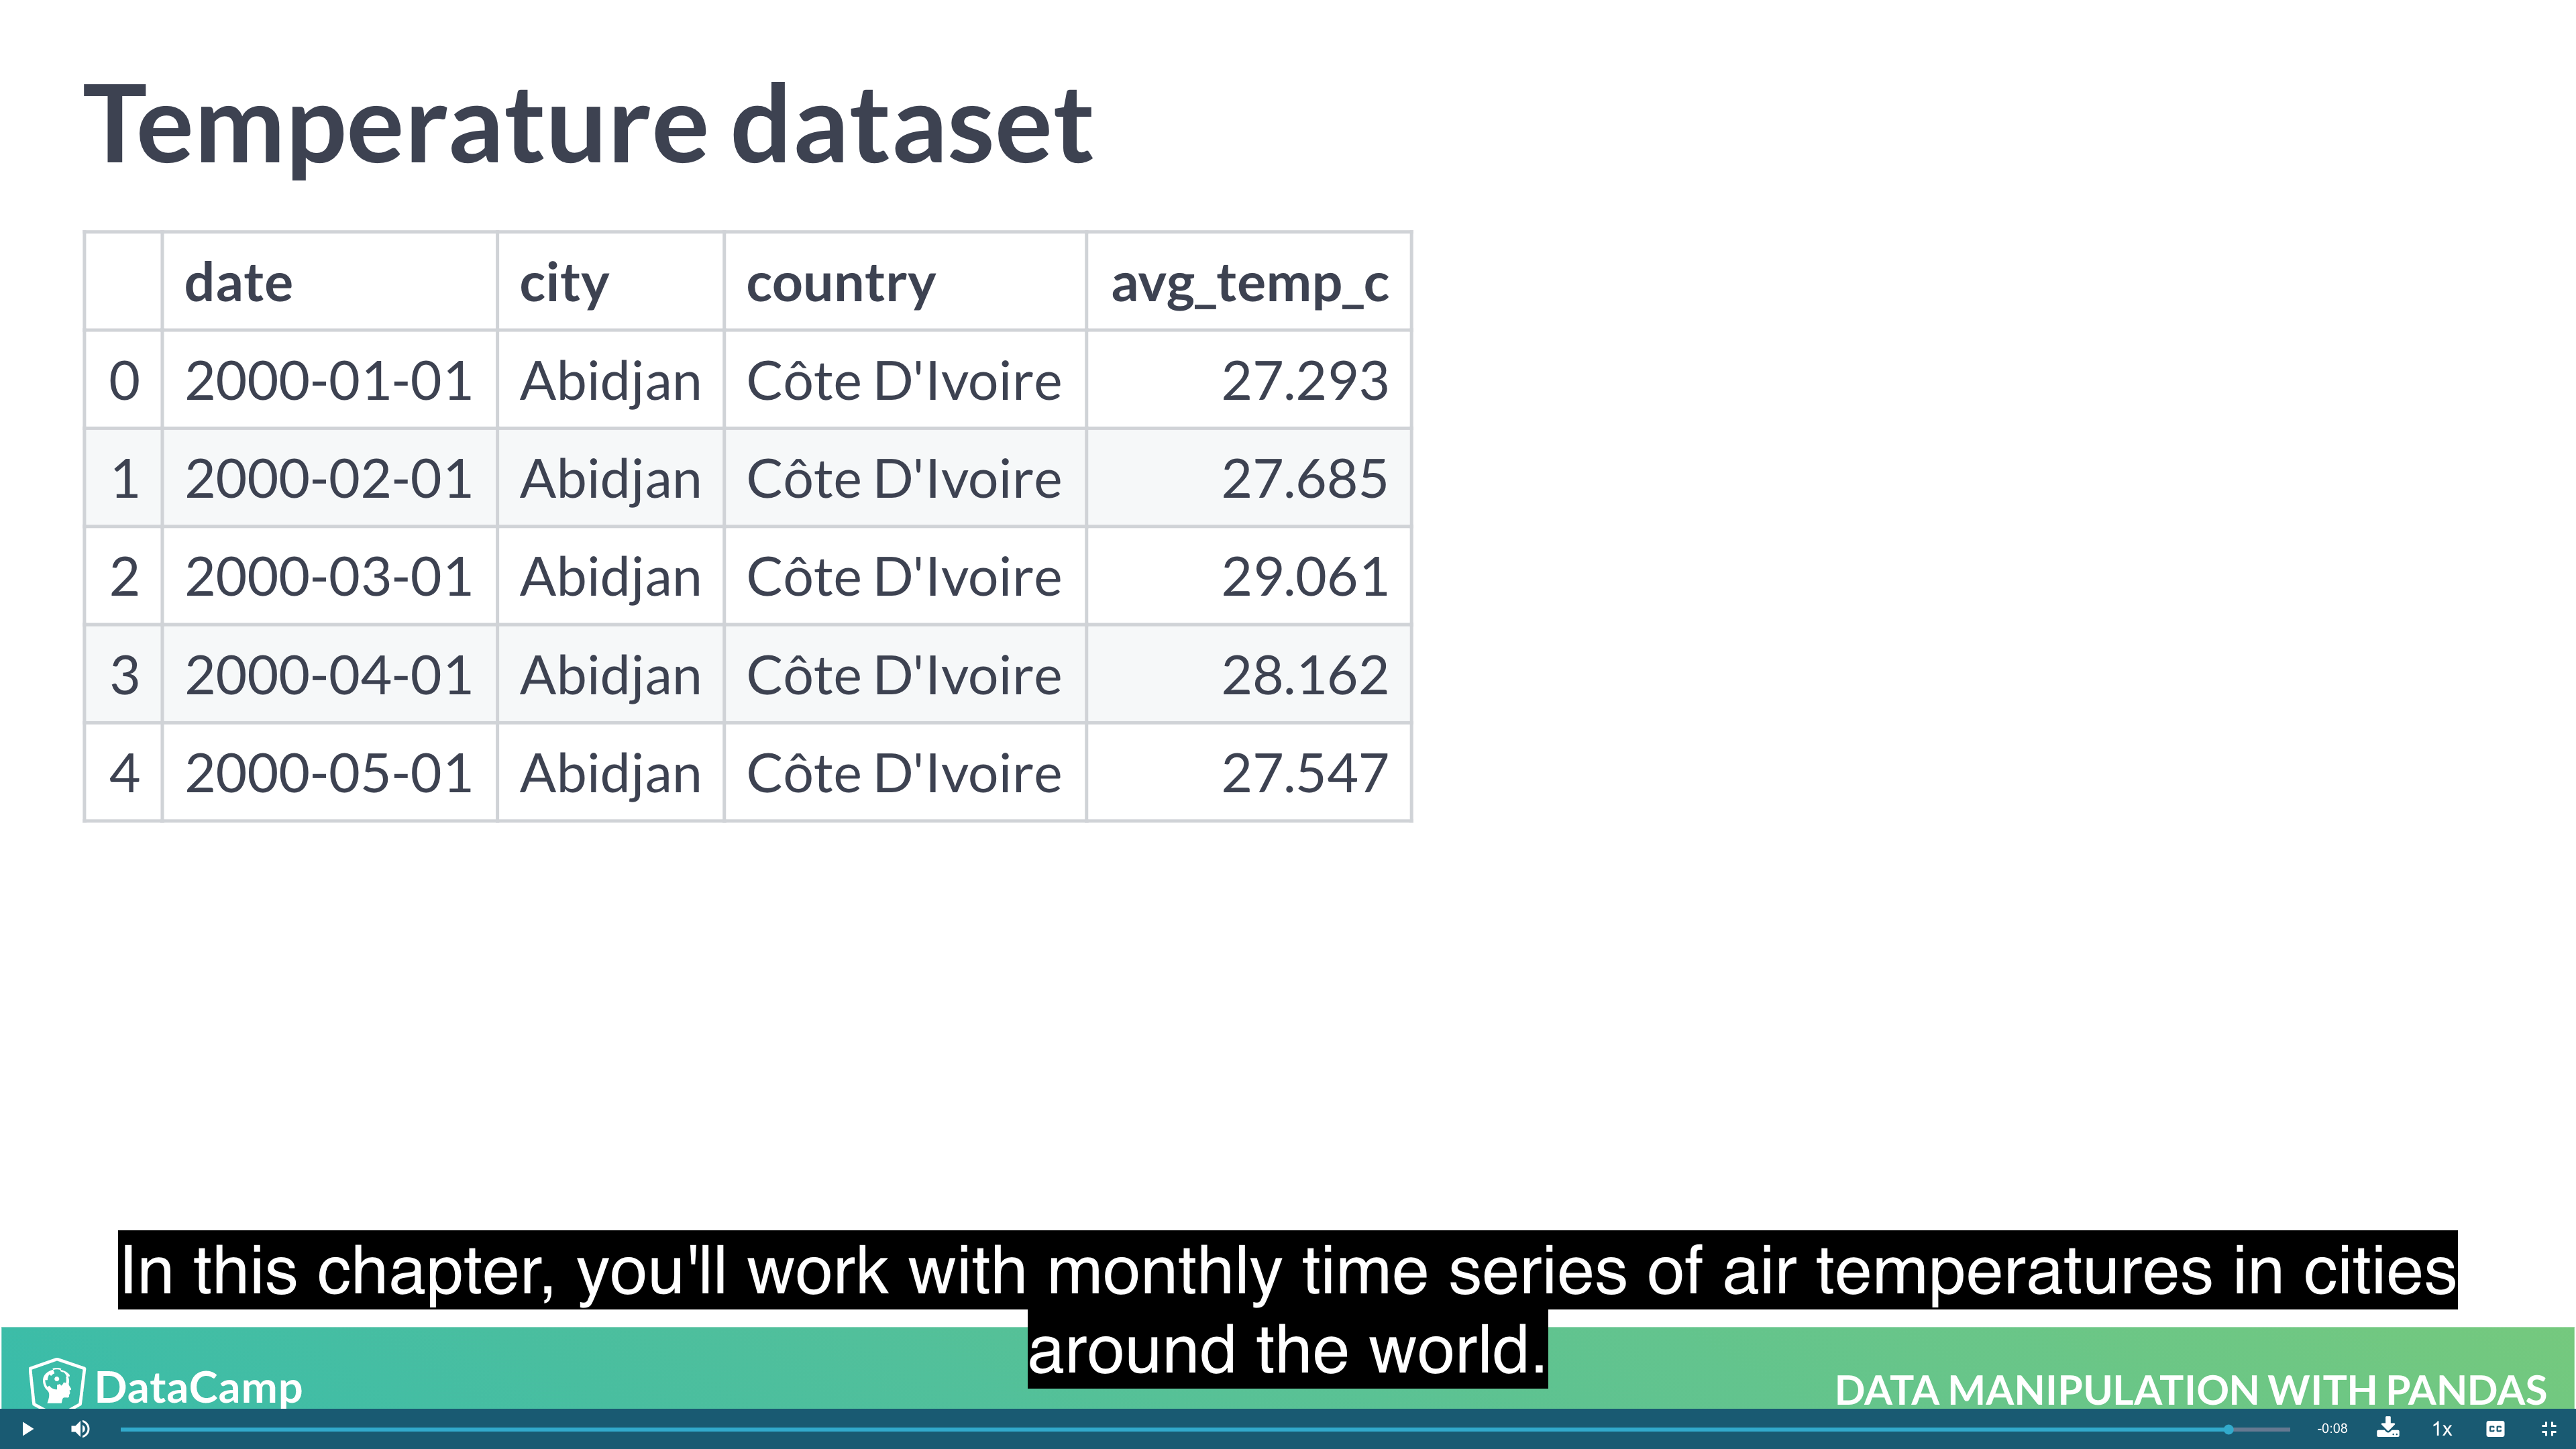 Temperature dataset
date city country avg_temp_c
0 2000-01-01 Abidjan Côte D'Ivoire 27.293
1 2000-02-01 Abidjan Côte D'Ivoire 27.685
2 2000-03-01 Abidjan Côte D'Ivoire 29.061
3 2000-04-01 Abidjan Côte D'Ivoire 28.162
4 2000-05-01 Abidjan Côte D'Ivoire 27.547
In this chapter, you'll work with monthly time series of air temperatures in cities
around the world.
DataCamp
DATA MANIPULATION WITH PANDAS
-0:08 1x CC